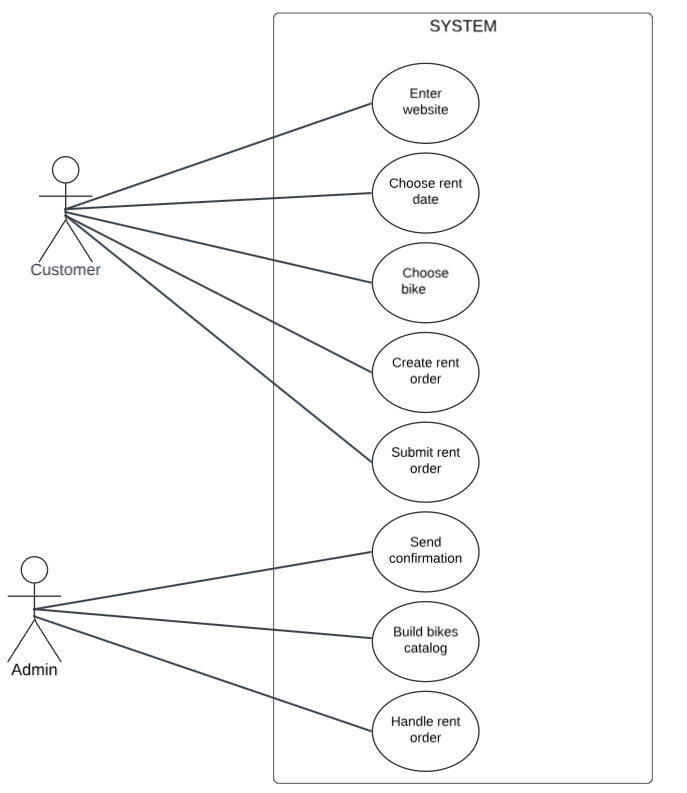 SYSTEM
Enter
website
Choose rent
date
Choose
bike
Create rent
order
Submit rent
order
Customer
Send
confirmation
Build bikes
catalog
Handle rent
order
Admin